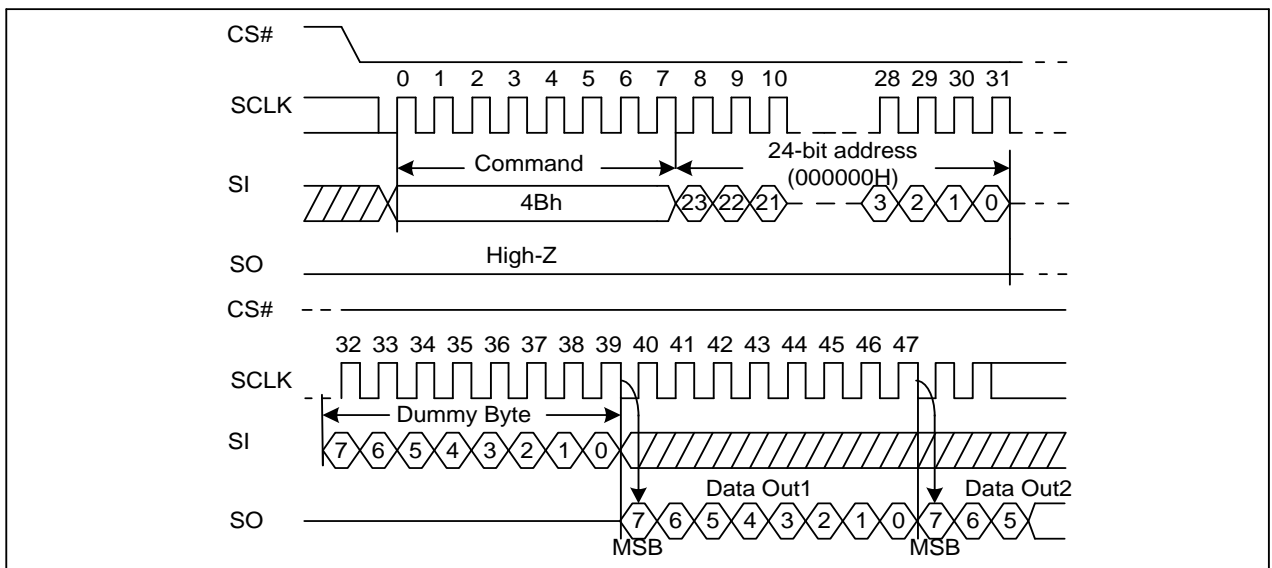 CS#
0 1 2 3 4 5 6 7 8 9 10 28 29 30 31
SCLK
Command
24-bit address
(000000H)
SI
4Bh
23 22 21 3 2 1 0
SO
High-Z
CS#
32 33 34 35 36 37 38 39 40 41 42 43 44 45 46 47
SCLK
Dummy Byte
SI
7 6 5 4 3 2 1 0
Data Out1 Data Out2
SO
7 6 5 4 3 2 1 0 7 6 5
MSB MSB